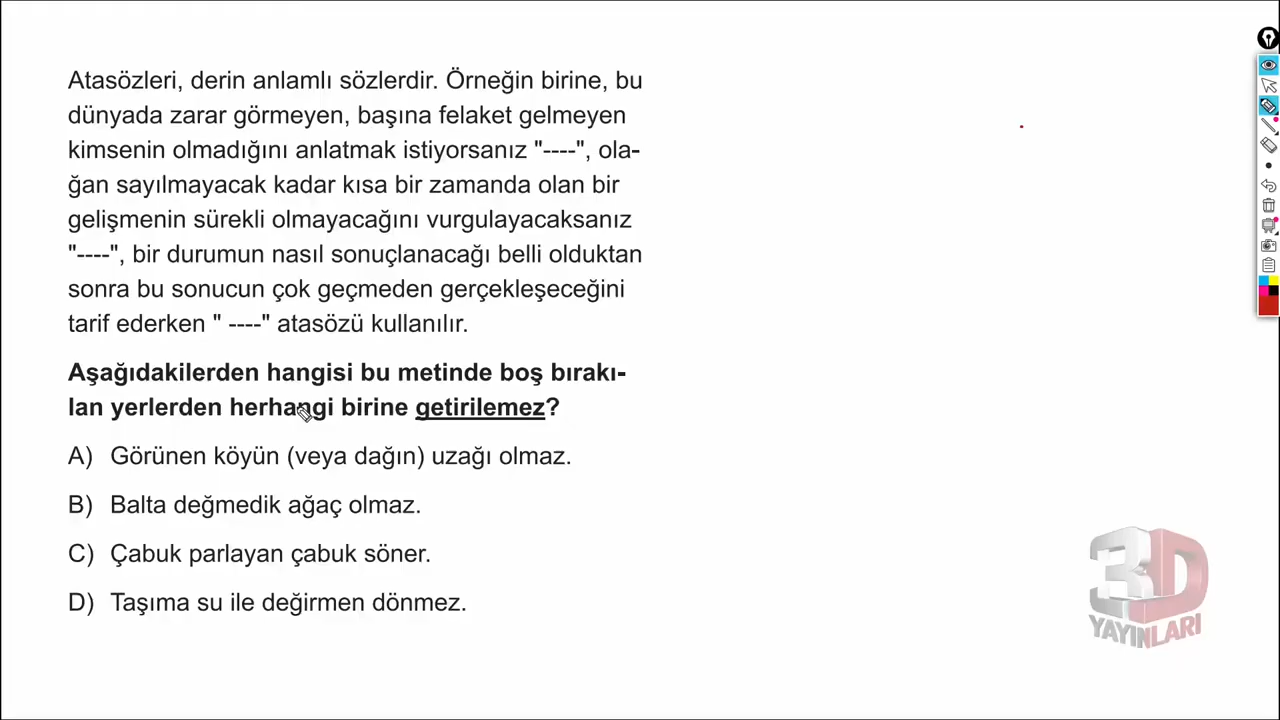 Atasözleri, derin anlamlı sözlerdir. Örneğin birine, bu
dünyada zarar görmeyen, başına felaket gelmeyen
kimsenin olmadığını anlatmak istiyorsanız "----", ola-
ğan sayılmayacak kadar kısa bir zamanda olan bir
gelişmenin sürekli olmayacağını vurgulayacaksanız
"----", bir durumun nasıl sonuçlanacağı belli olduktan
sonra bu sonucun çok geçmeden gerçekleşeceğini
tarif ederken " ----" atasözü kullanılır.
Aşağıdakilerden hangisi bu metinde boş bırakı-
lan yerlerden herhangi birine getirilemez?
A) Görünen köyün (veya dağın) uzağı olmaz.
B) Balta değmedik ağaç olmaz.
C) Çabuk parlayan çabuk söner.
D) Taşıma su ile değirmen dönmez.
3D
YAYINLARI